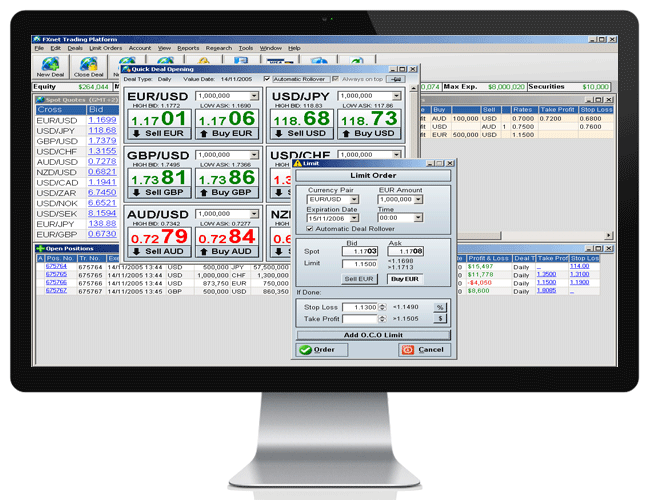 FXnet Trading Platform
File Edit Deals Limit Orders Account View Reports Research Tools Window Help
New Deal Close Deal
Equity $264,044 Max Exp. $8,000,020 Securities $10,000
Spot Quotes (GMT+2)
Cross Bid
EUR/USD 1.1699
USD/JPY 118.68
GBP/USD 1.7379
USD/CHF 1.3155
AUD/USD 0.7278
NZD/USD 0.6821
USD/CAD 1.1941
USD/ZAR 6.7450
USD/NOK 6.6521
USD/SEK 8.1594
EUR/JPY 138.88
EUR/GBP 0.6730
Quick Deal Opening
Deal Type: Daily Value Date: 14/11/2005 Automatic Rollover Always on top
EUR/USD 1,000,000
HIGH BID: 1.1772 LOW ASK: 1.1690
1.1701 1.1706
Sell EUR Buy EUR
USD/JPY 1,000,000
HIGH BID: 118.83 LOW ASK: 117.86
118.68 118.73
Sell USD Buy USD
GBP/USD 1,000,000
HIGH BID: 1.7495 LOW ASK: 1.7366
1.7381 1.7386
Sell GBP Buy GBP
USD/CHF 1,000,000
AUD/USD 1,000,000
HIGH BID: 0.7342 LOW ASK: 0.7277
0.7279 0.7284
Sell AUD Buy AUD
Buy Sell Rates Take Profit Stop Loss
AUD 100,000 USD 0.7000 0.7200 0.6800
USD AUD 0.7500 0.7600
EUR 500,000 USD 1.1500
Limit
Limit Order
Currency Pair EUR Amount
EUR/USD 1,000,000
Expiration Date Time
15/11/2006 00:00
Automatic Deal Rollover
Bid Ask
Spot 1.1703 1.1708
Limit 1.1500 <1.1698
>1.1713
Sell EUR Buy EUR
If Done:
Stop Loss 1.1300 <1.1490 %
Take Profit >1.1505 $
Add O.C.O Limit
Order Cancel
Open Positions
A Pos. No. Tr. No. Profit & Loss Take Prof Stop Los
675764 675764 14/11/2005 13:44 USD 500,000 JPY 57,500,000 $15,497 Daily 114.00
675765 675765 14/11/2005 13:44 USD 1,000,000 CHF 1,300,000 $11,778 Daily 1.3500 1.3100
675766 675766 14/11/2005 13:44 USD 873,750 EUR 750,000 -$4,050 Daily 1.1500 1.1900
675767 675767 14/11/2005 13:45 GBP 500,000 USD $8,600 Daily 1.8085